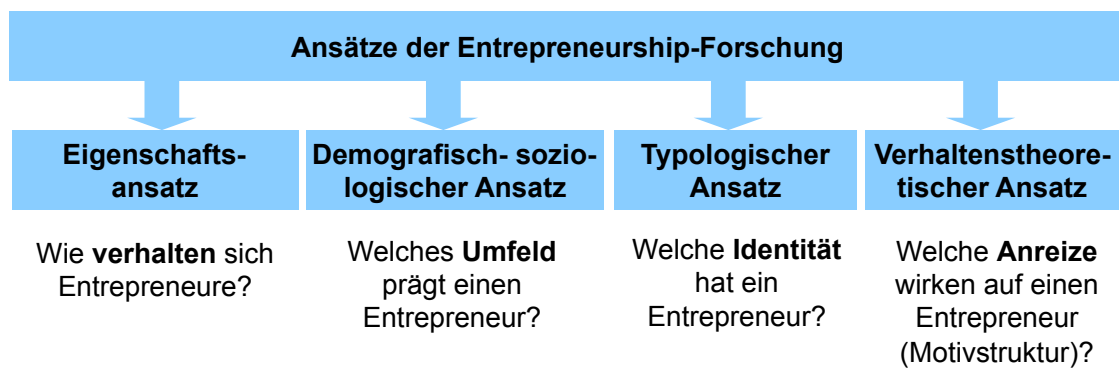 Ansätze der Entrepreneurship-Forschung
Eigenschafts-
ansatz
Demografisch- sozio-
logischer Ansatz
Typologischer
Ansatz
Verhaltenstheore-
tischer Ansatz
Wie verhalten sich
Entrepreneure?
Welches Umfeld
prägt einen
Entrepreneur?
Welche Identität
hat ein
Entrepreneur?
Welche Anreize
wirken auf einen
Entrepreneur
(Motivstruktur)?